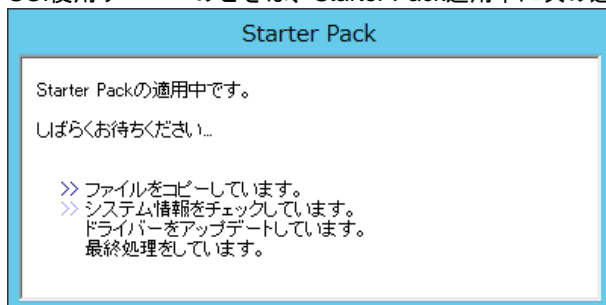 Starter Pack
Starter Packの適用中です。
しばらくお待ちください...
>> ファイルをコピーしています。
>> システム情報をチェックしています。
ドライバーをアップデートしています。
最終処理をしています。